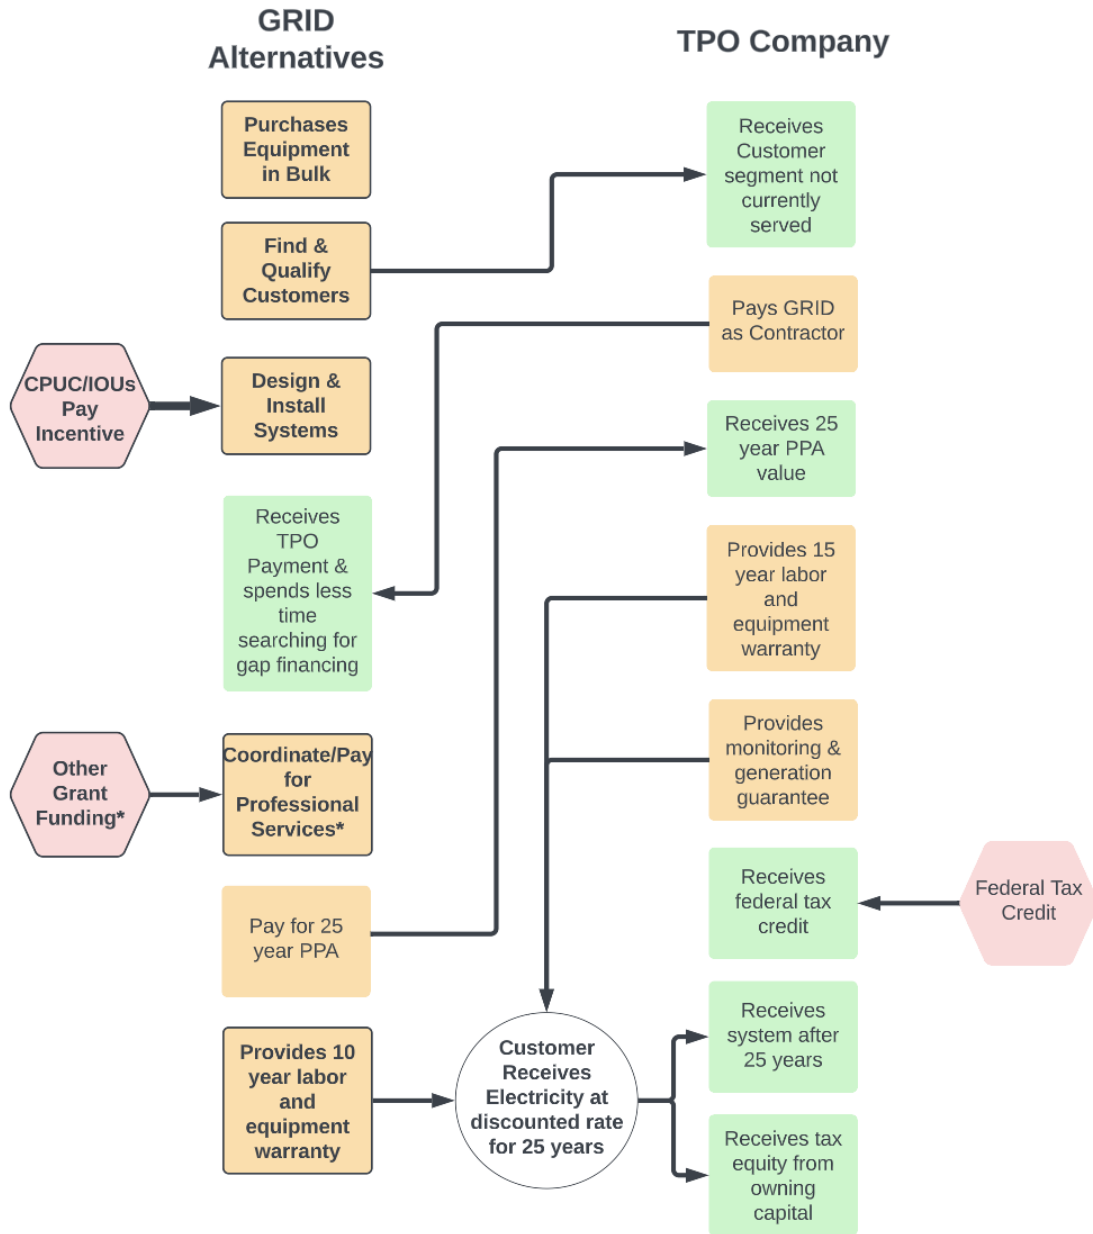 GRID
Alternatives
TPO Company
Purchases
Equipment
in Bulk
Receives
Customer
segment not
currently
served
Find &
Qualify
Customers
Pays GRID
as Contractor
CPUC/IOUs
Pay
Incentive
Design &
Install
Systems
Receives 25
year PPA
value
Receives
TPO
Payment &
spends less
time
searching for
gap financing
Provides 15
year labor
and
equipment
warranty
Other
Grant
Funding*
Coordinate/Pay
for
Professional
Services*
Provides
monitoring &
generation
guarantee
Pay for 25
year PPA
Receives
federal tax
credit
Federal Tax
Credit
Provides 10
year labor
and
equipment
warranty
Customer
Receives
Electricity at
discounted rate
for 25 years
Receives
system after
25 years
Receives tax
equity from
owning
capital